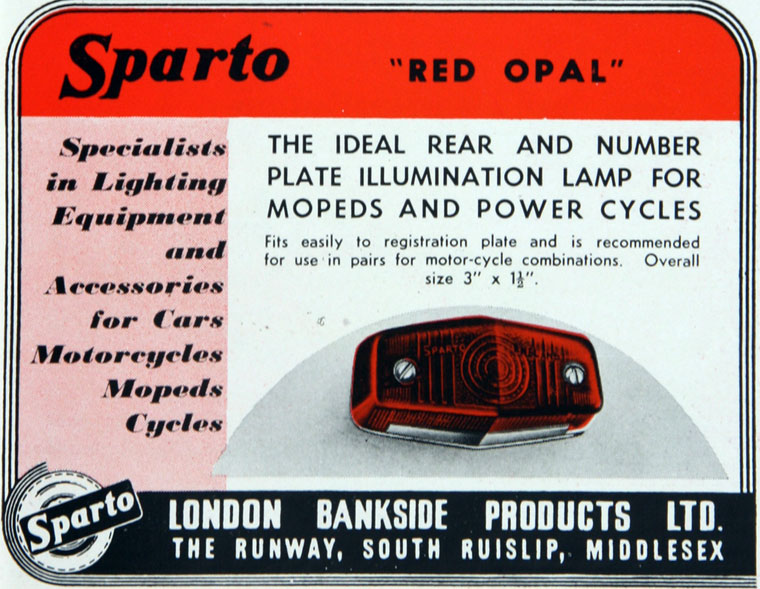 Sparto "RED OPAL"
Specialists
in Lighting
Equipment
and
Accessories
for Cars
Motorcycles
Mopeds
Cycles
THE IDEAL REAR AND NUMBER
PLATE ILLUMINATION LAMP FOR
MOPEDS AND POWER CYCLES
Fits easily to registration plate and is recommended
for use in pairs for motor-cycle combinations. Overall
size 3" x 1½".
SPARTO
Sparto
LONDON BANKSIDE PRODUCTS LTD.
THE RUNWAY, SOUTH RUISLIP, MIDDLESEX